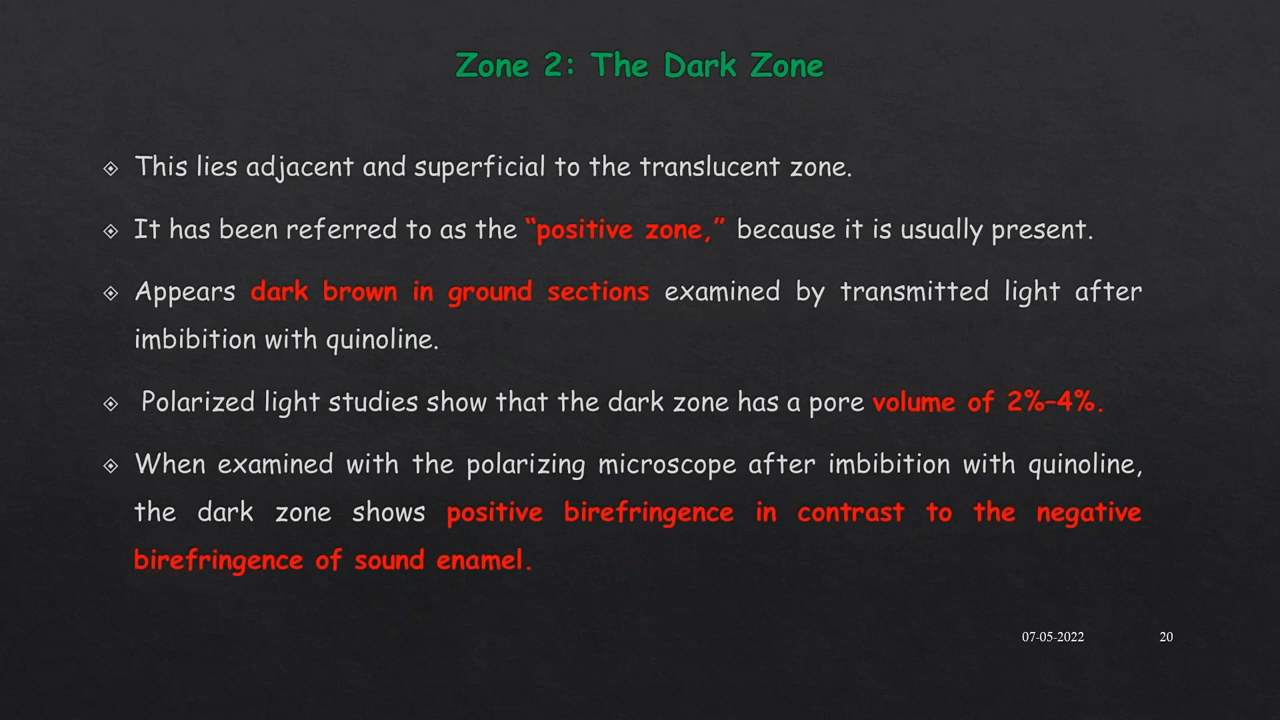 Zone 2: The Dark Zone
This lies adjacent and superficial to the translucent zone.
It has been referred to as the “positive zone,” because it is usually present.
Appears dark brown in ground sections examined by transmitted light after
imbibition with quinoline.
Polarized light studies show that the dark zone has a pore volume of 2%–4%.
When examined with the polarizing microscope after imbibition with quinoline,
the dark zone shows positive birefringence in contrast to the negative
birefringence of sound enamel.
07-05-2022 20